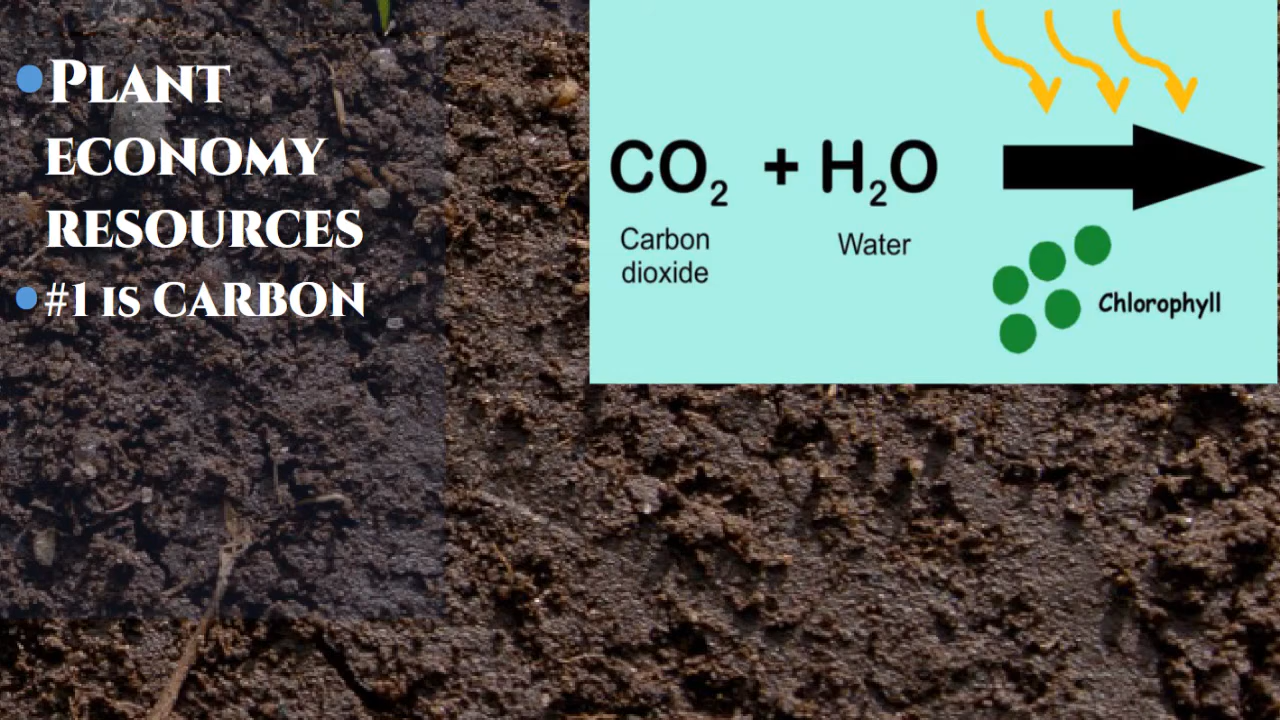 • Plant
economy
resources
• #1 is CARBON
CO₂ + H₂O
Carbon
dioxide
Water
Chlorophyll